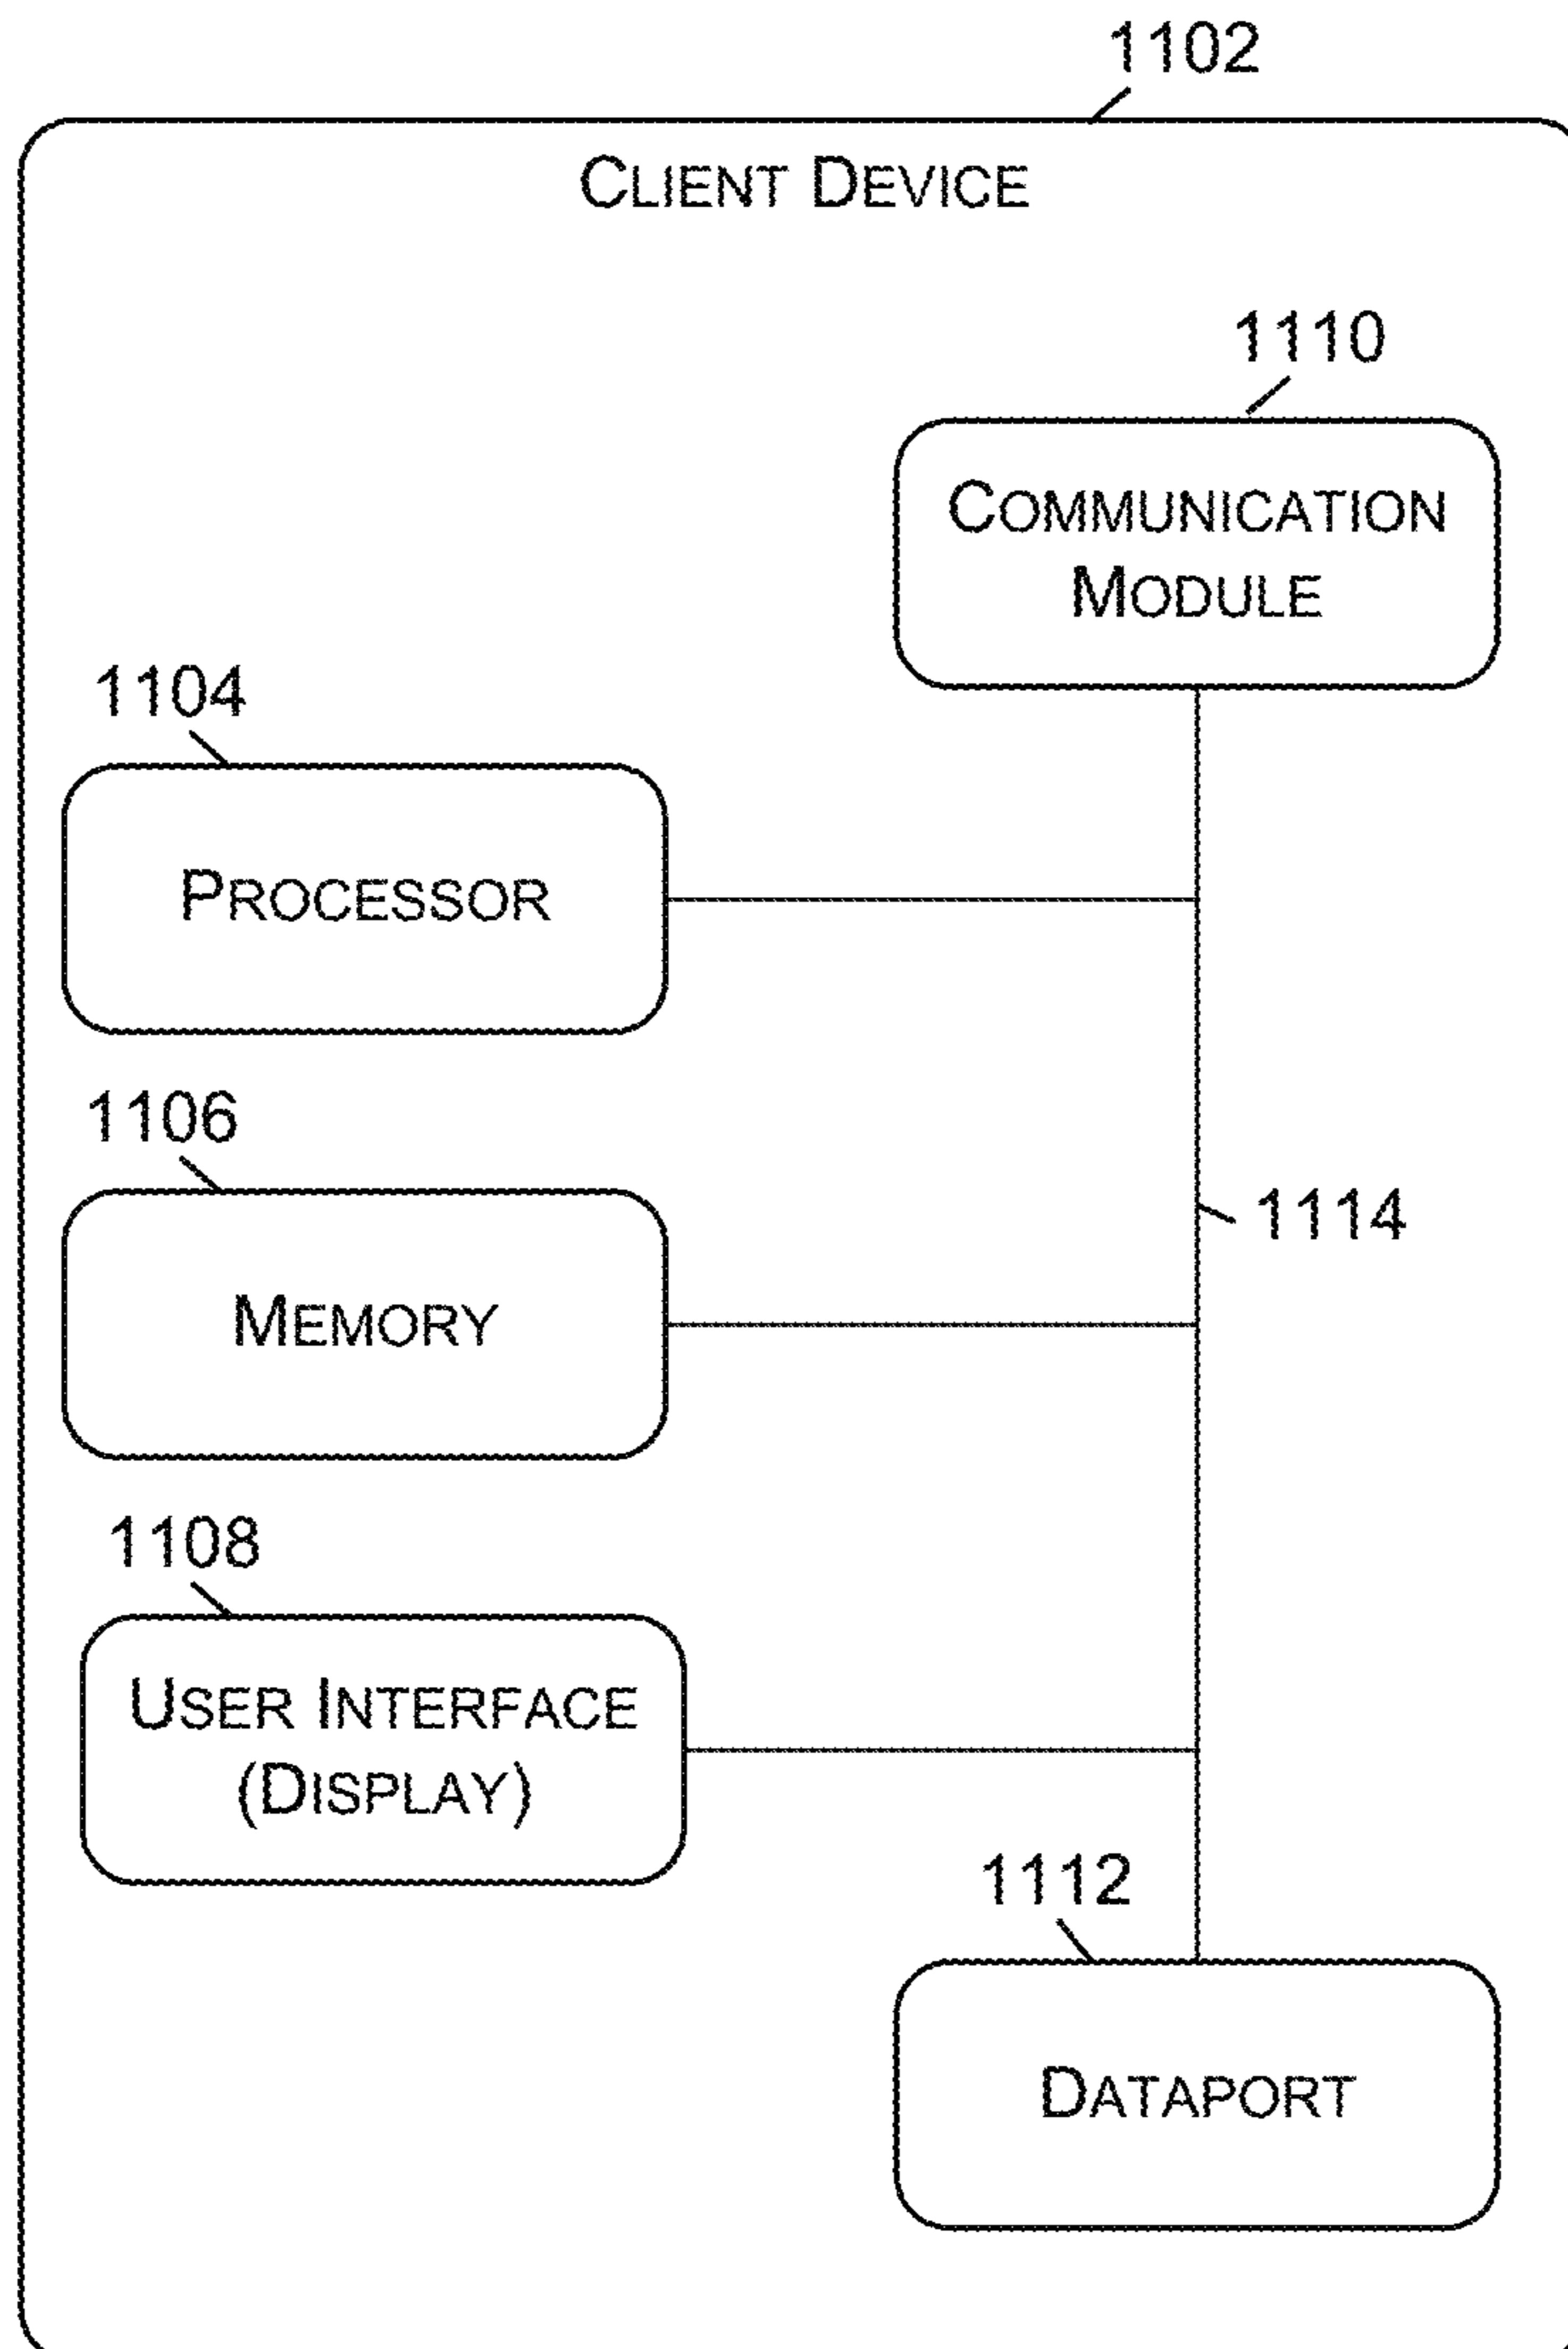 1102
CLIENT DEVICE
1110
COMMUNICATION
MODULE
1104
PROCESSOR
1106
1114
MEMORY
1108
USER INTERFACE
(DISPLAY)
1112
DATAPORT